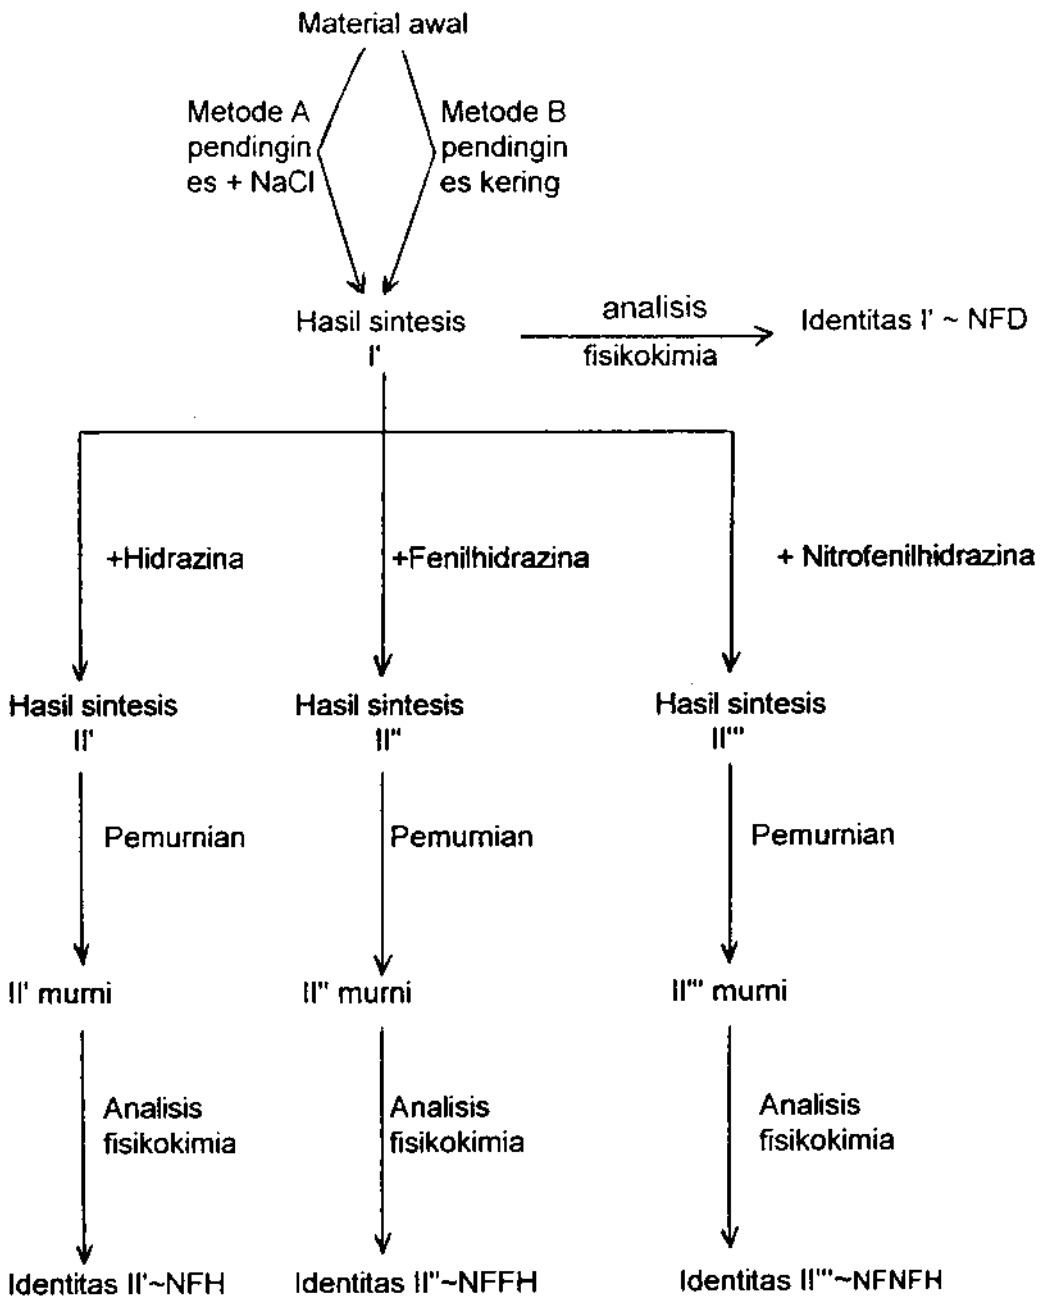 Material awal
Metode A
pendingin
es + NaCl
Metode B
pendingin
es kering
Hasil sintesis
I'
analisis
fisikokimia
Identitas I' ~ NFD
+Hidrazina
+Fenilhidrazina
+ Nitrofenilhidrazina
Hasil sintesis
II'
Hasil sintesis
II"
Hasil sintesis
II"'
Pemurnian
Pemurnian
Pemurnian
II' murni
II" murni
II"' murni
Analisis
fisikokimia
Analisis
fisikokimia
Analisis
fisikokimia
Identitas II'~NFH
Identitas II"~NFFH
Identitas II"'~NFNFH